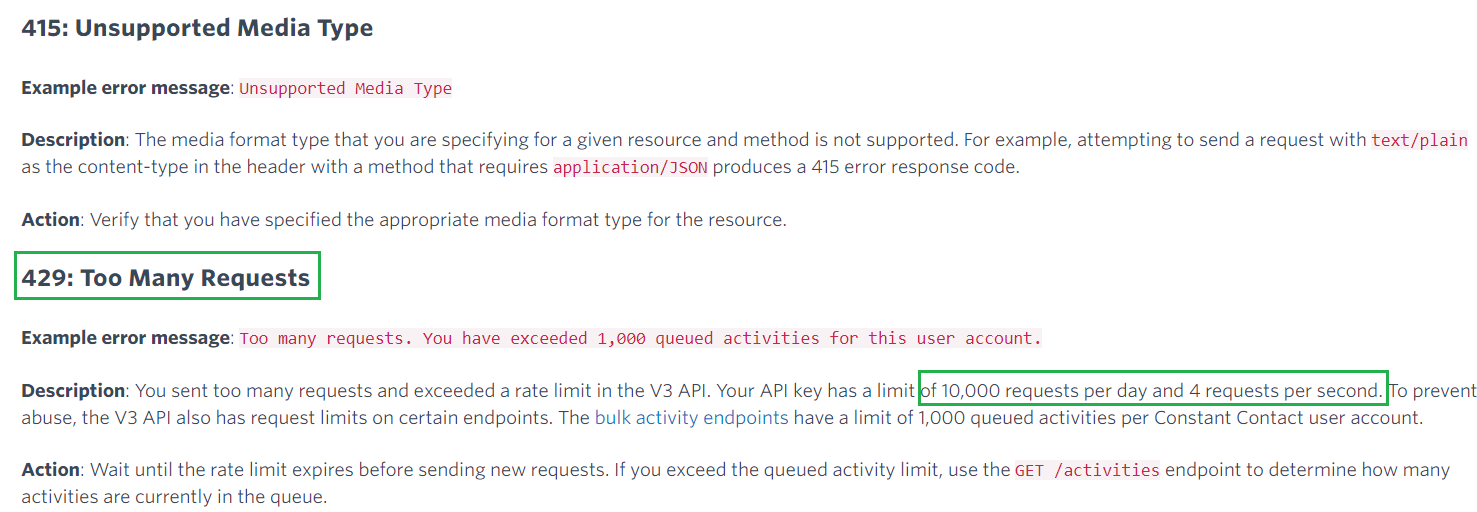 415: Unsupported Media Type
Example error message: Unsupported Media Type
Description: The media format type that you are specifying for a given resource and method is not supported. For example, attempting to send a request with text/plain
as the content-type in the header with a method that requires application/JSON produces a 415 error response code.
Action: Verify that you have specified the appropriate media format type for the resource.
429: Too Many Requests
Example error message: Too many requests. You have exceeded 1,000 queued activities for this user account.
Description: You sent too many requests and exceeded a rate limit in the V3 API. Your API key has a limit of 10,000 requests per day and 4 requests per second. To prevent
abuse, the V3 API also has request limits on certain endpoints. The bulk activity endpoints have a limit of 1,000 queued activities per Constant Contact user account.
Action: Wait until the rate limit expires before sending new requests. If you exceed the queued activity limit, use the GET /activities endpoint to determine how many
activities are currently in the queue.